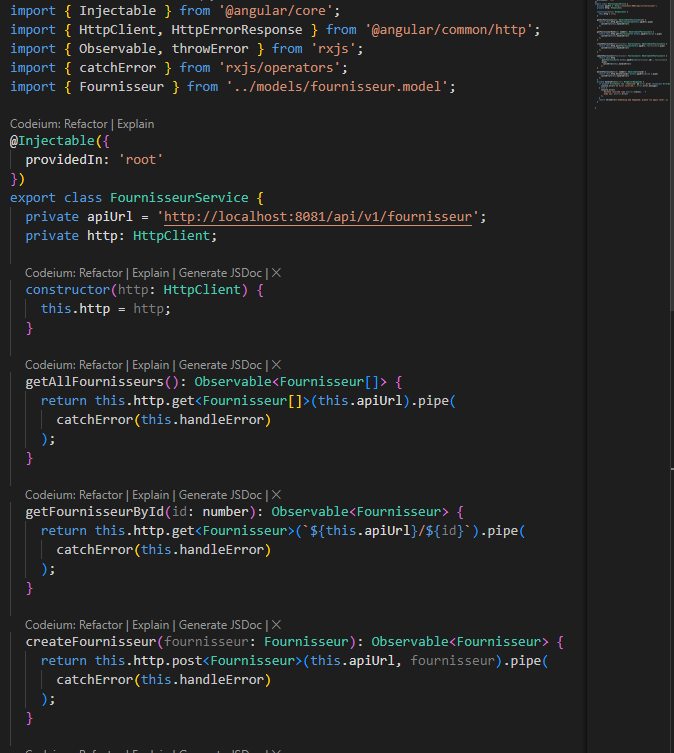 import { Injectable } from '@angular/core';
import { HttpClient, HttpErrorResponse } from '@angular/common/http';
import { Observable, throwError } from 'rxjs';
import { catchError } from 'rxjs/operators';
import { Fournisseur } from '../models/fournisseur.model';
Codeium: Refactor | Explain
@Injectable({
  providedIn: 'root'
})
export class FournisseurService {
  private apiUrl = 'http://localhost:8081/api/v1/fournisseur';
  private http: HttpClient;
  Codeium: Refactor | Explain | Generate JSDoc | X
  constructor(http: HttpClient) {
    this.http = http;
  }
  Codeium: Refactor | Explain | Generate JSDoc | X
  getAllFournisseurs(): Observable<Fournisseur[]> {
    return this.http.get<Fournisseur[]>(this.apiUrl).pipe(
      catchError(this.handleError)
    );
  }
  Codeium: Refactor | Explain | Generate JSDoc | X
  getFournisseurById(id: number): Observable<Fournisseur> {
    return this.http.get<Fournisseur>(`${this.apiUrl}/${id}`).pipe(
      catchError(this.handleError)
    );
  }
  Codeium: Refactor | Explain | Generate JSDoc | X
  createFournisseur(fournisseur: Fournisseur): Observable<Fournisseur> {
    return this.http.post<Fournisseur>(this.apiUrl, fournisseur).pipe(
      catchError(this.handleError)
    );
  }